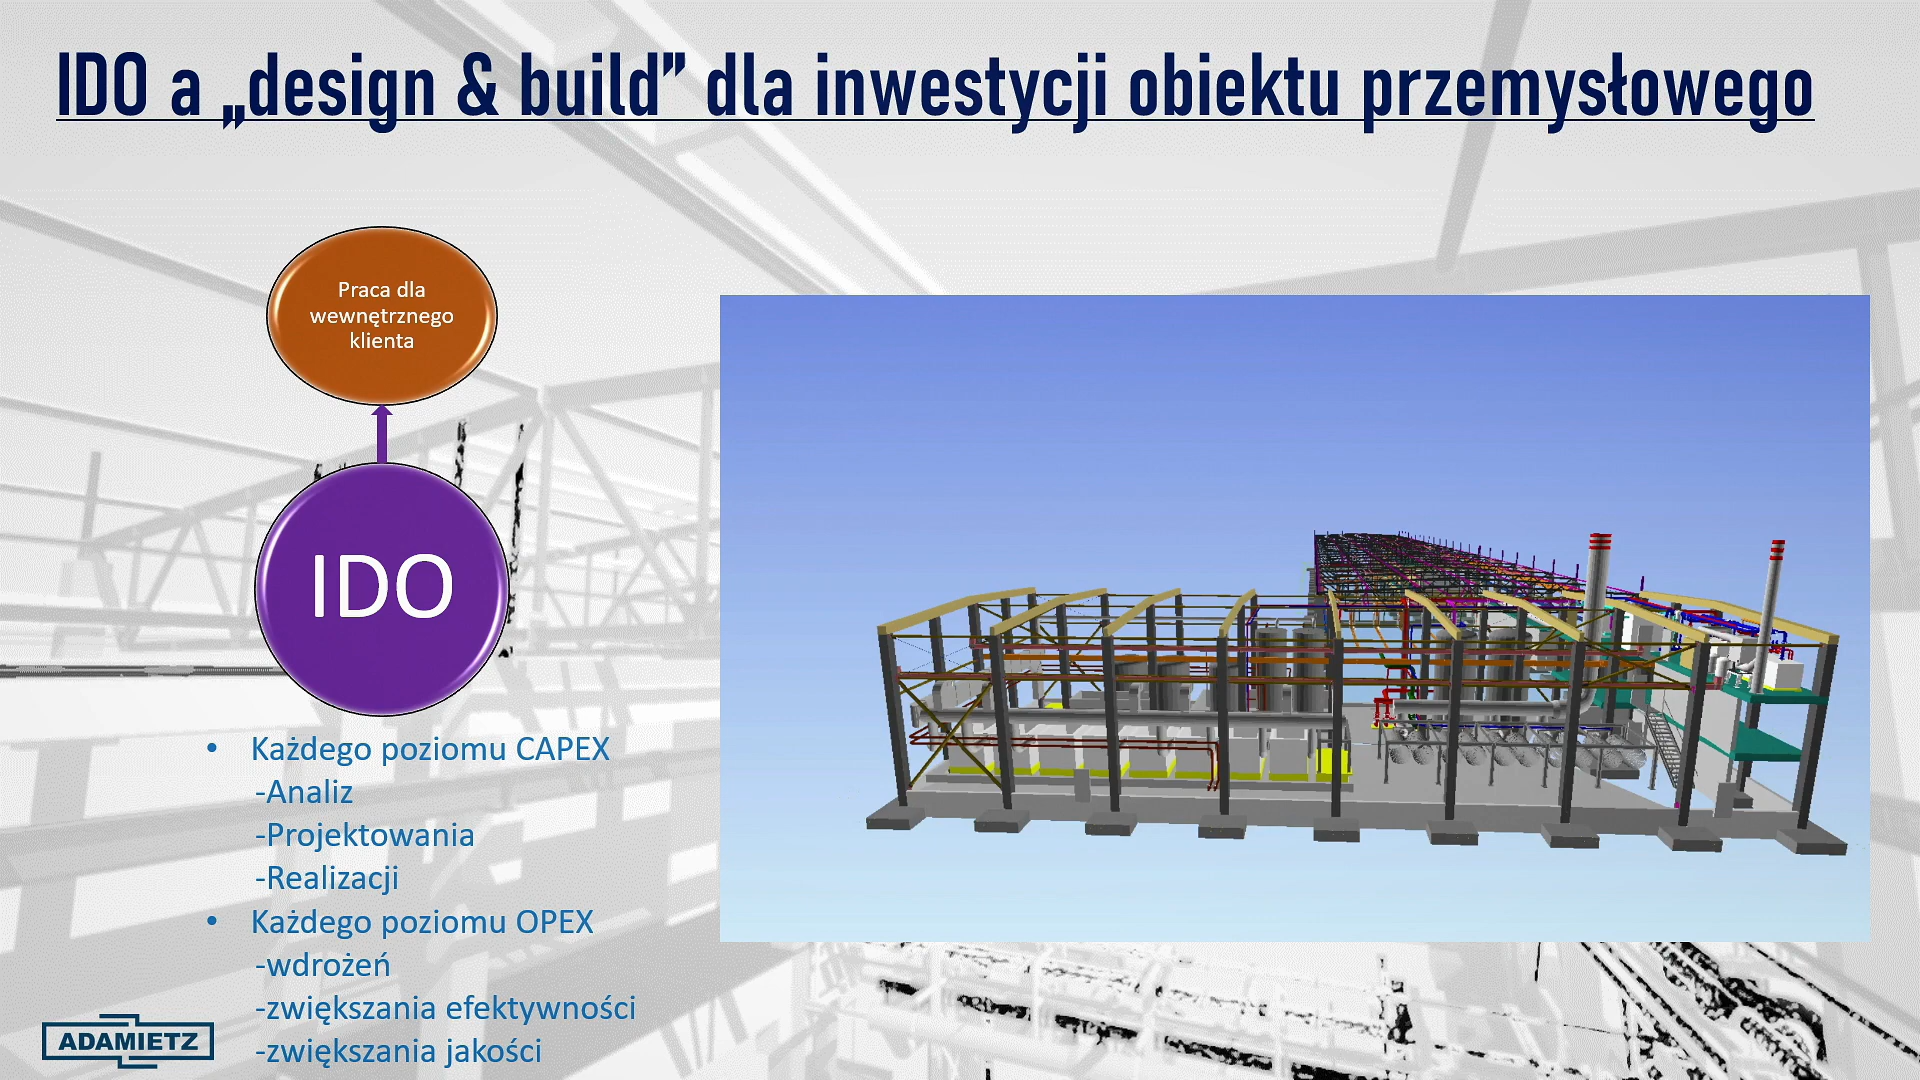 IDO a „design & build” dla inwestycji obiektu przemysłowego
Praca dla
wewnętrznego
klienta
IDO
• Każdego poziomu CAPEX
-Analiz
-Projektowania
-Realizacji
• Każdego poziomu OPEX
-wdrożeń
-zwiększania efektywności
-zwiększania jakości
ADAMIETZ